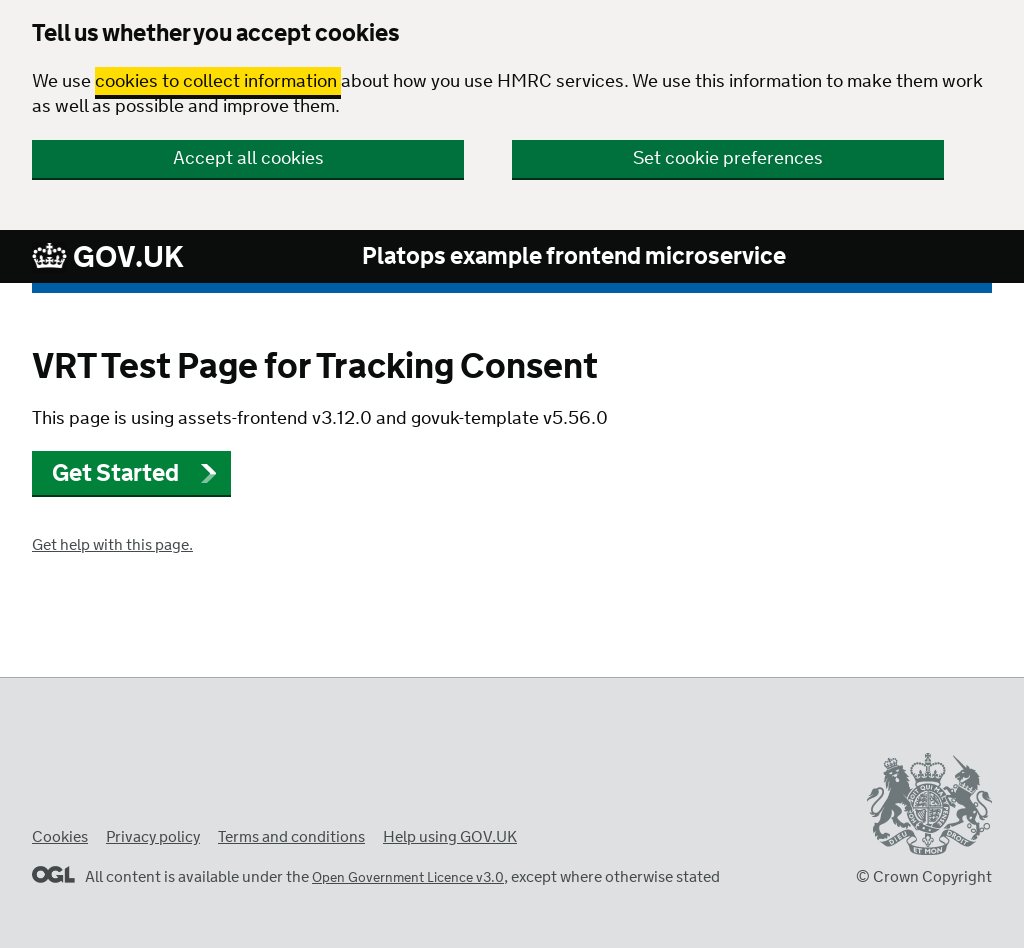 Tell us whether you accept cookies
We use cookies to collect information about how you use HMRC services. We use this information to make them work
as well as possible and improve them.
Accept all cookies
Set cookie preferences
GOV.UK
Platops example frontend microservice
VRT Test Page for Tracking Consent
This page is using assets-frontend v3.12.0 and govuk-template v5.56.0
Get Started
Get help with this page.
Cookies Privacy policy Terms and conditions Help using GOV.UK
OGL All content is available under the Open Government Licence v3.0, except where otherwise stated
© Crown Copyright
DIEU ET MON DROIT